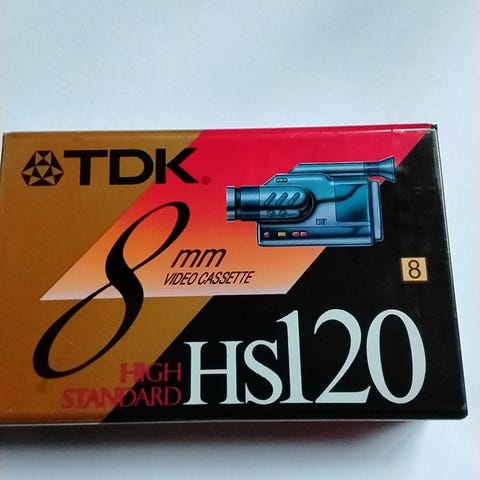 TDK®
8 mm
VIDEO CASSETTE
8
HIGH
STANDARD
HS120